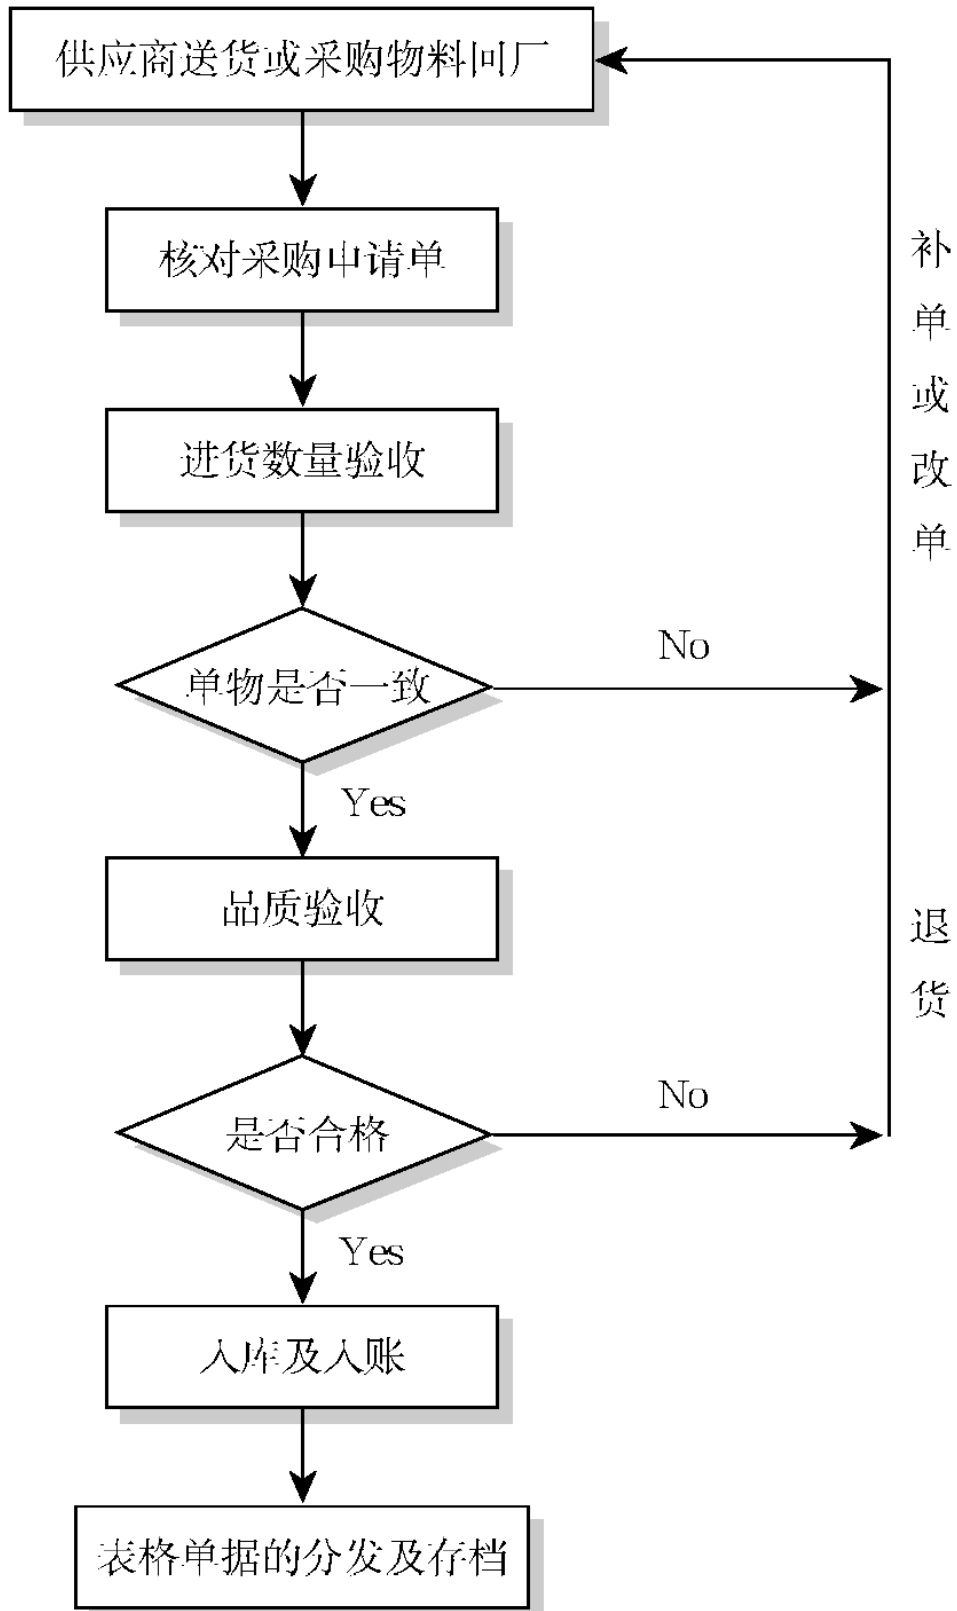 供应商送货或采购物料回厂
核对采购申请单
进货数量验收
单物是否一致
No
Yes
补单或改单
品质验收
退货
是否合格
No
Yes
入库及入账
表格单据的分发及存档